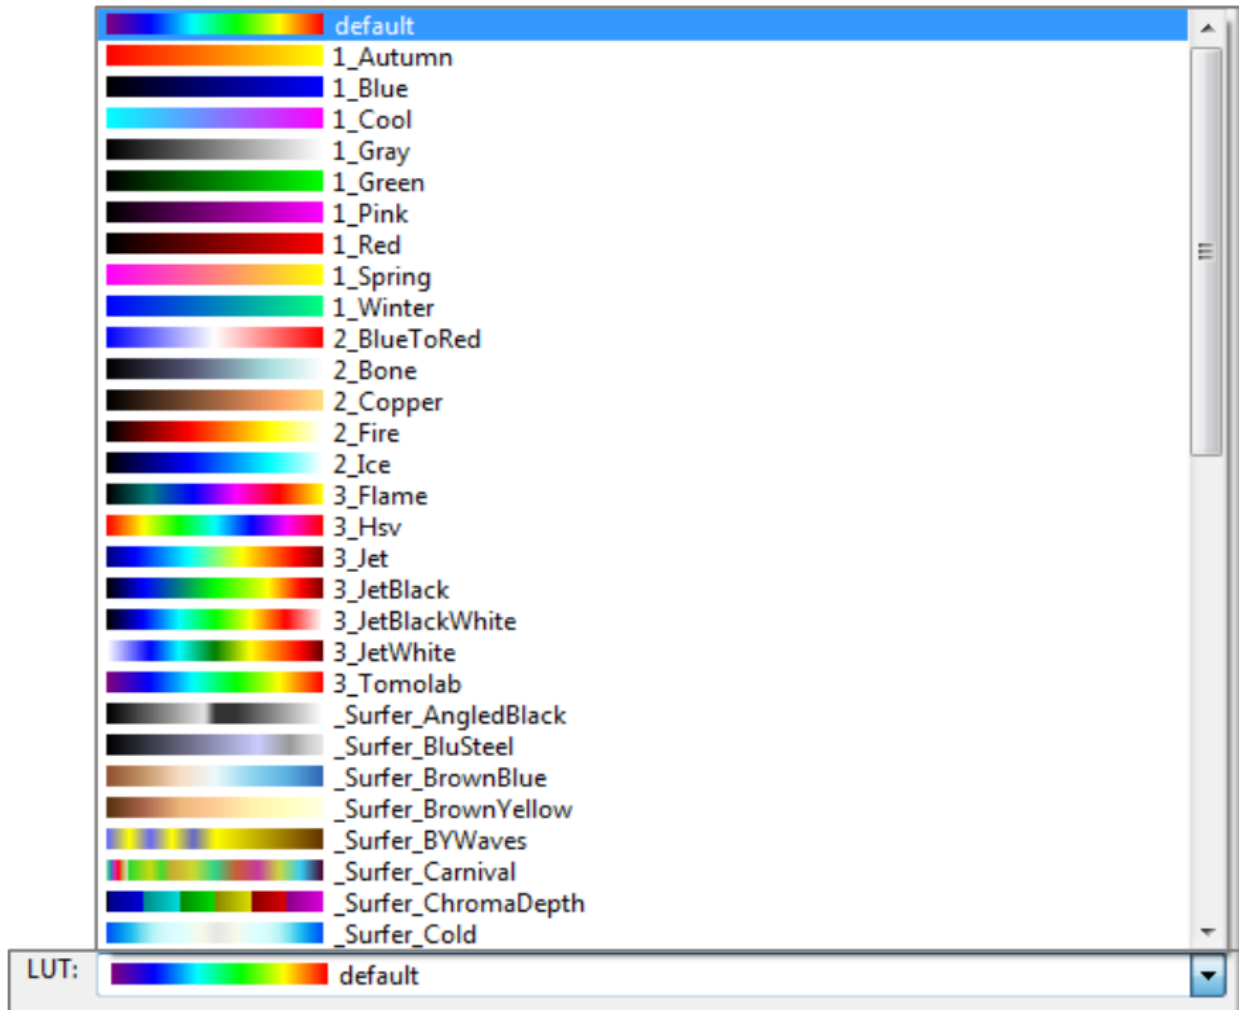 default
1_Autumn
1_Blue
1_Cool
1_Gray
1_Green
1_Pink
1_Red
1_Spring
1_Winter
2_BlueToRed
2_Bone
2_Copper
2_Fire
2_Ice
3_Flame
3_Hsv
3_Jet
3_JetBlack
3_JetBlackWhite
3_JetWhite
3_Tomolab
_Surfer_AngledBlack
_Surfer_BluSteel
_Surfer_BrownBlue
_Surfer_BrownYellow
_Surfer_BYWaves
_Surfer_Carnival
_Surfer_ChromaDepth
_Surfer_Cold
LUT: default